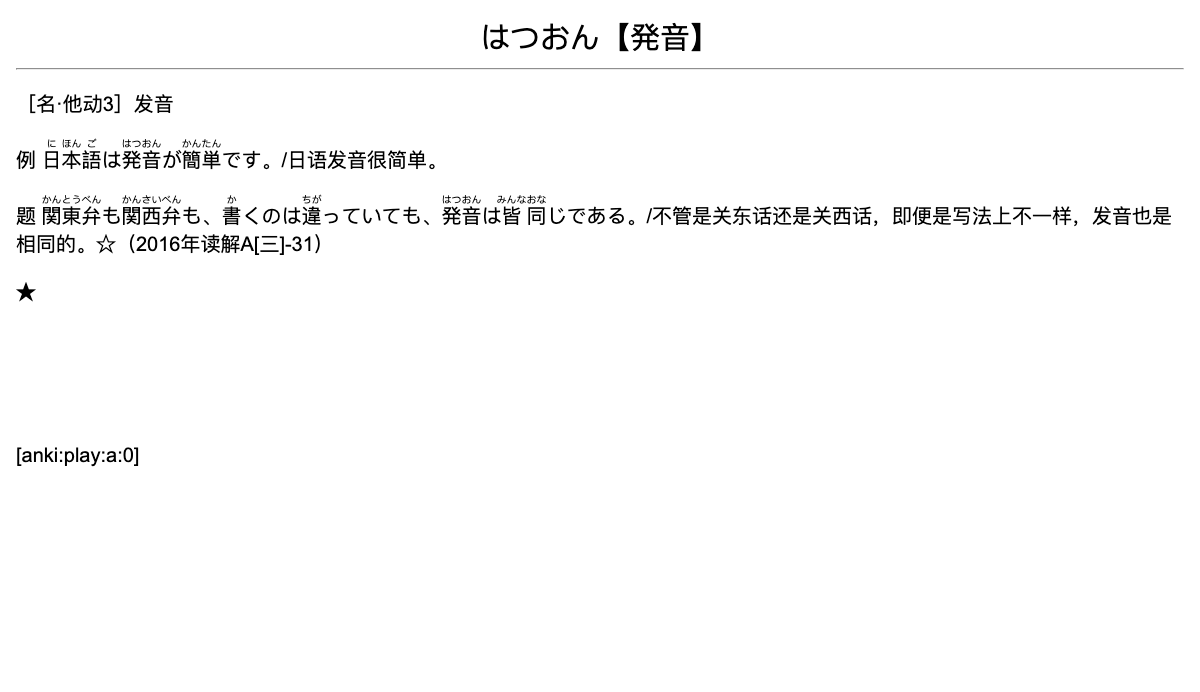 はつおん【発音】
［名·他动3］发音
に ほん ご はつおん かんたん
例 日本語は発音が簡単です。/日语发音很简单。
かんとうべん かんさいべん か ちが はつおん みんなおな
题 関東弁も関西弁も、書くのは違っていても、発音は皆 同じである。/不管是关东话还是关西话，即便是写法上不一样，发音也是
相同的。☆（2016年读解A[三]-31）
★
[anki:play:a:0]